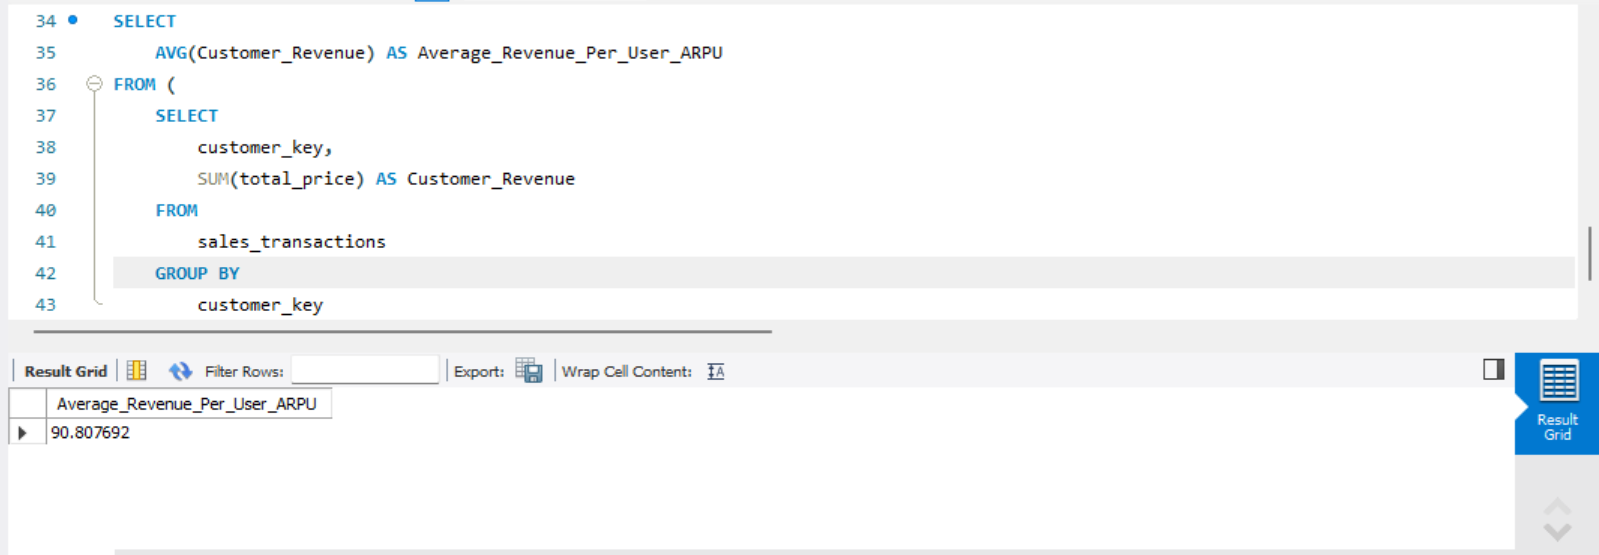 34 SELECT
35 AVG(Customer_Revenue) AS Average_Revenue_Per_User_ARPU
36 FROM (
37 SELECT
38 customer_key,
39 SUM(total_price) AS Customer_Revenue
40 FROM
41 sales_transactions
42 GROUP BY
43 customer_key
Result Grid Filter Rows: Export: Wrap Cell Content: IA
Average_Revenue_Per_User_ARPU
90.807692
Result
Grid